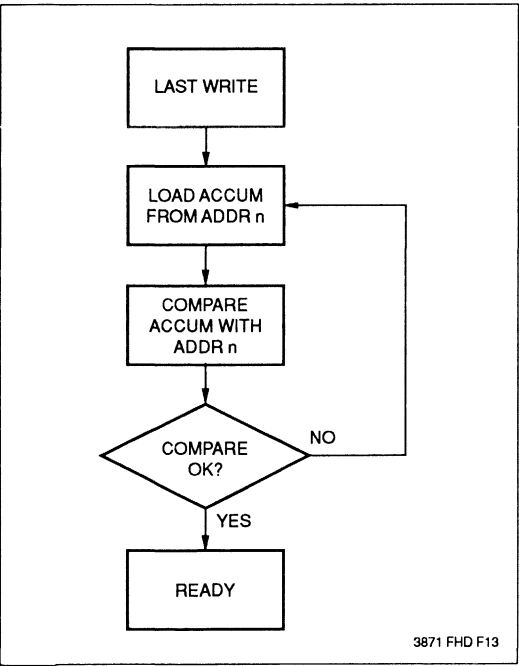 LAST WRITE
LOAD ACCUM
FROM ADDR n
COMPARE
ACCUM WITH
ADDR n
COMPARE
OK?
NO
YES
READY
3871 FHD F13